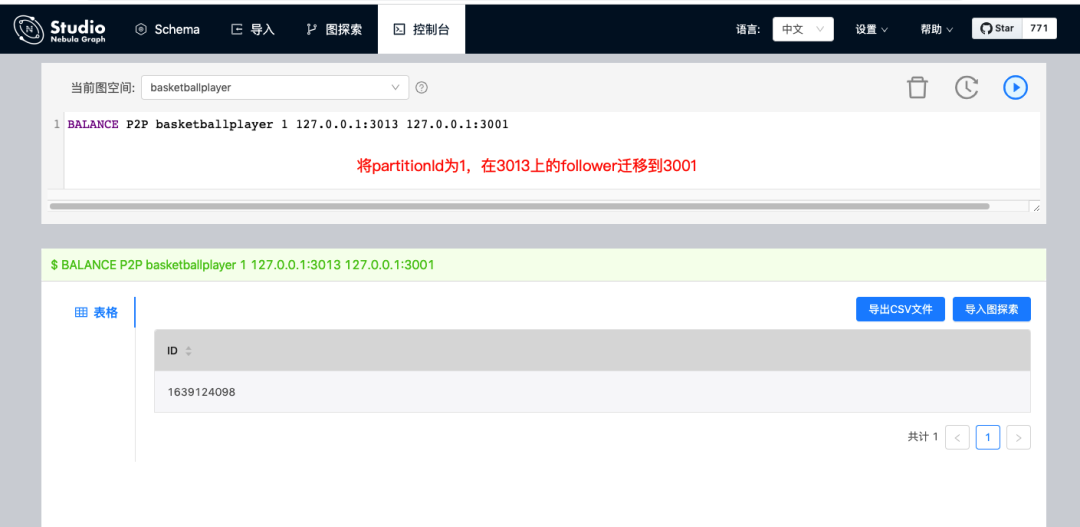 Studio Nebula Graph Schema 导入 图探索 控制台 语言: 中文 设置 帮助 Star 771
当前图空间: basketballplayer
1 BALANCE P2P basketballplayer 1 127.0.0.1:3013 127.0.0.1:3001
将partitionId为1，在3013上的follower迁移到3001
$ BALANCE P2P basketballplayer 1 127.0.0.1:3013 127.0.0.1:3001
表格 导出CSV文件 导入图探索
ID
1639124098
共计 1 < 1 >